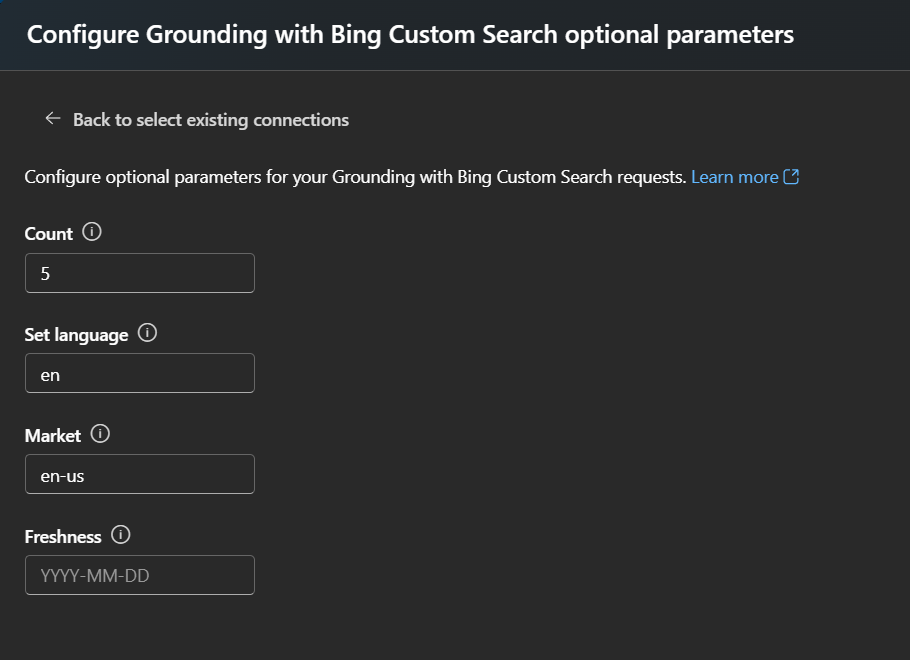 Configure Grounding with Bing Custom Search optional parameters
Back to select existing connections
Configure optional parameters for your Grounding with Bing Custom Search requests. Learn more
Count
5
Set language
en
Market
en-us
Freshness
YYYY-MM-DD